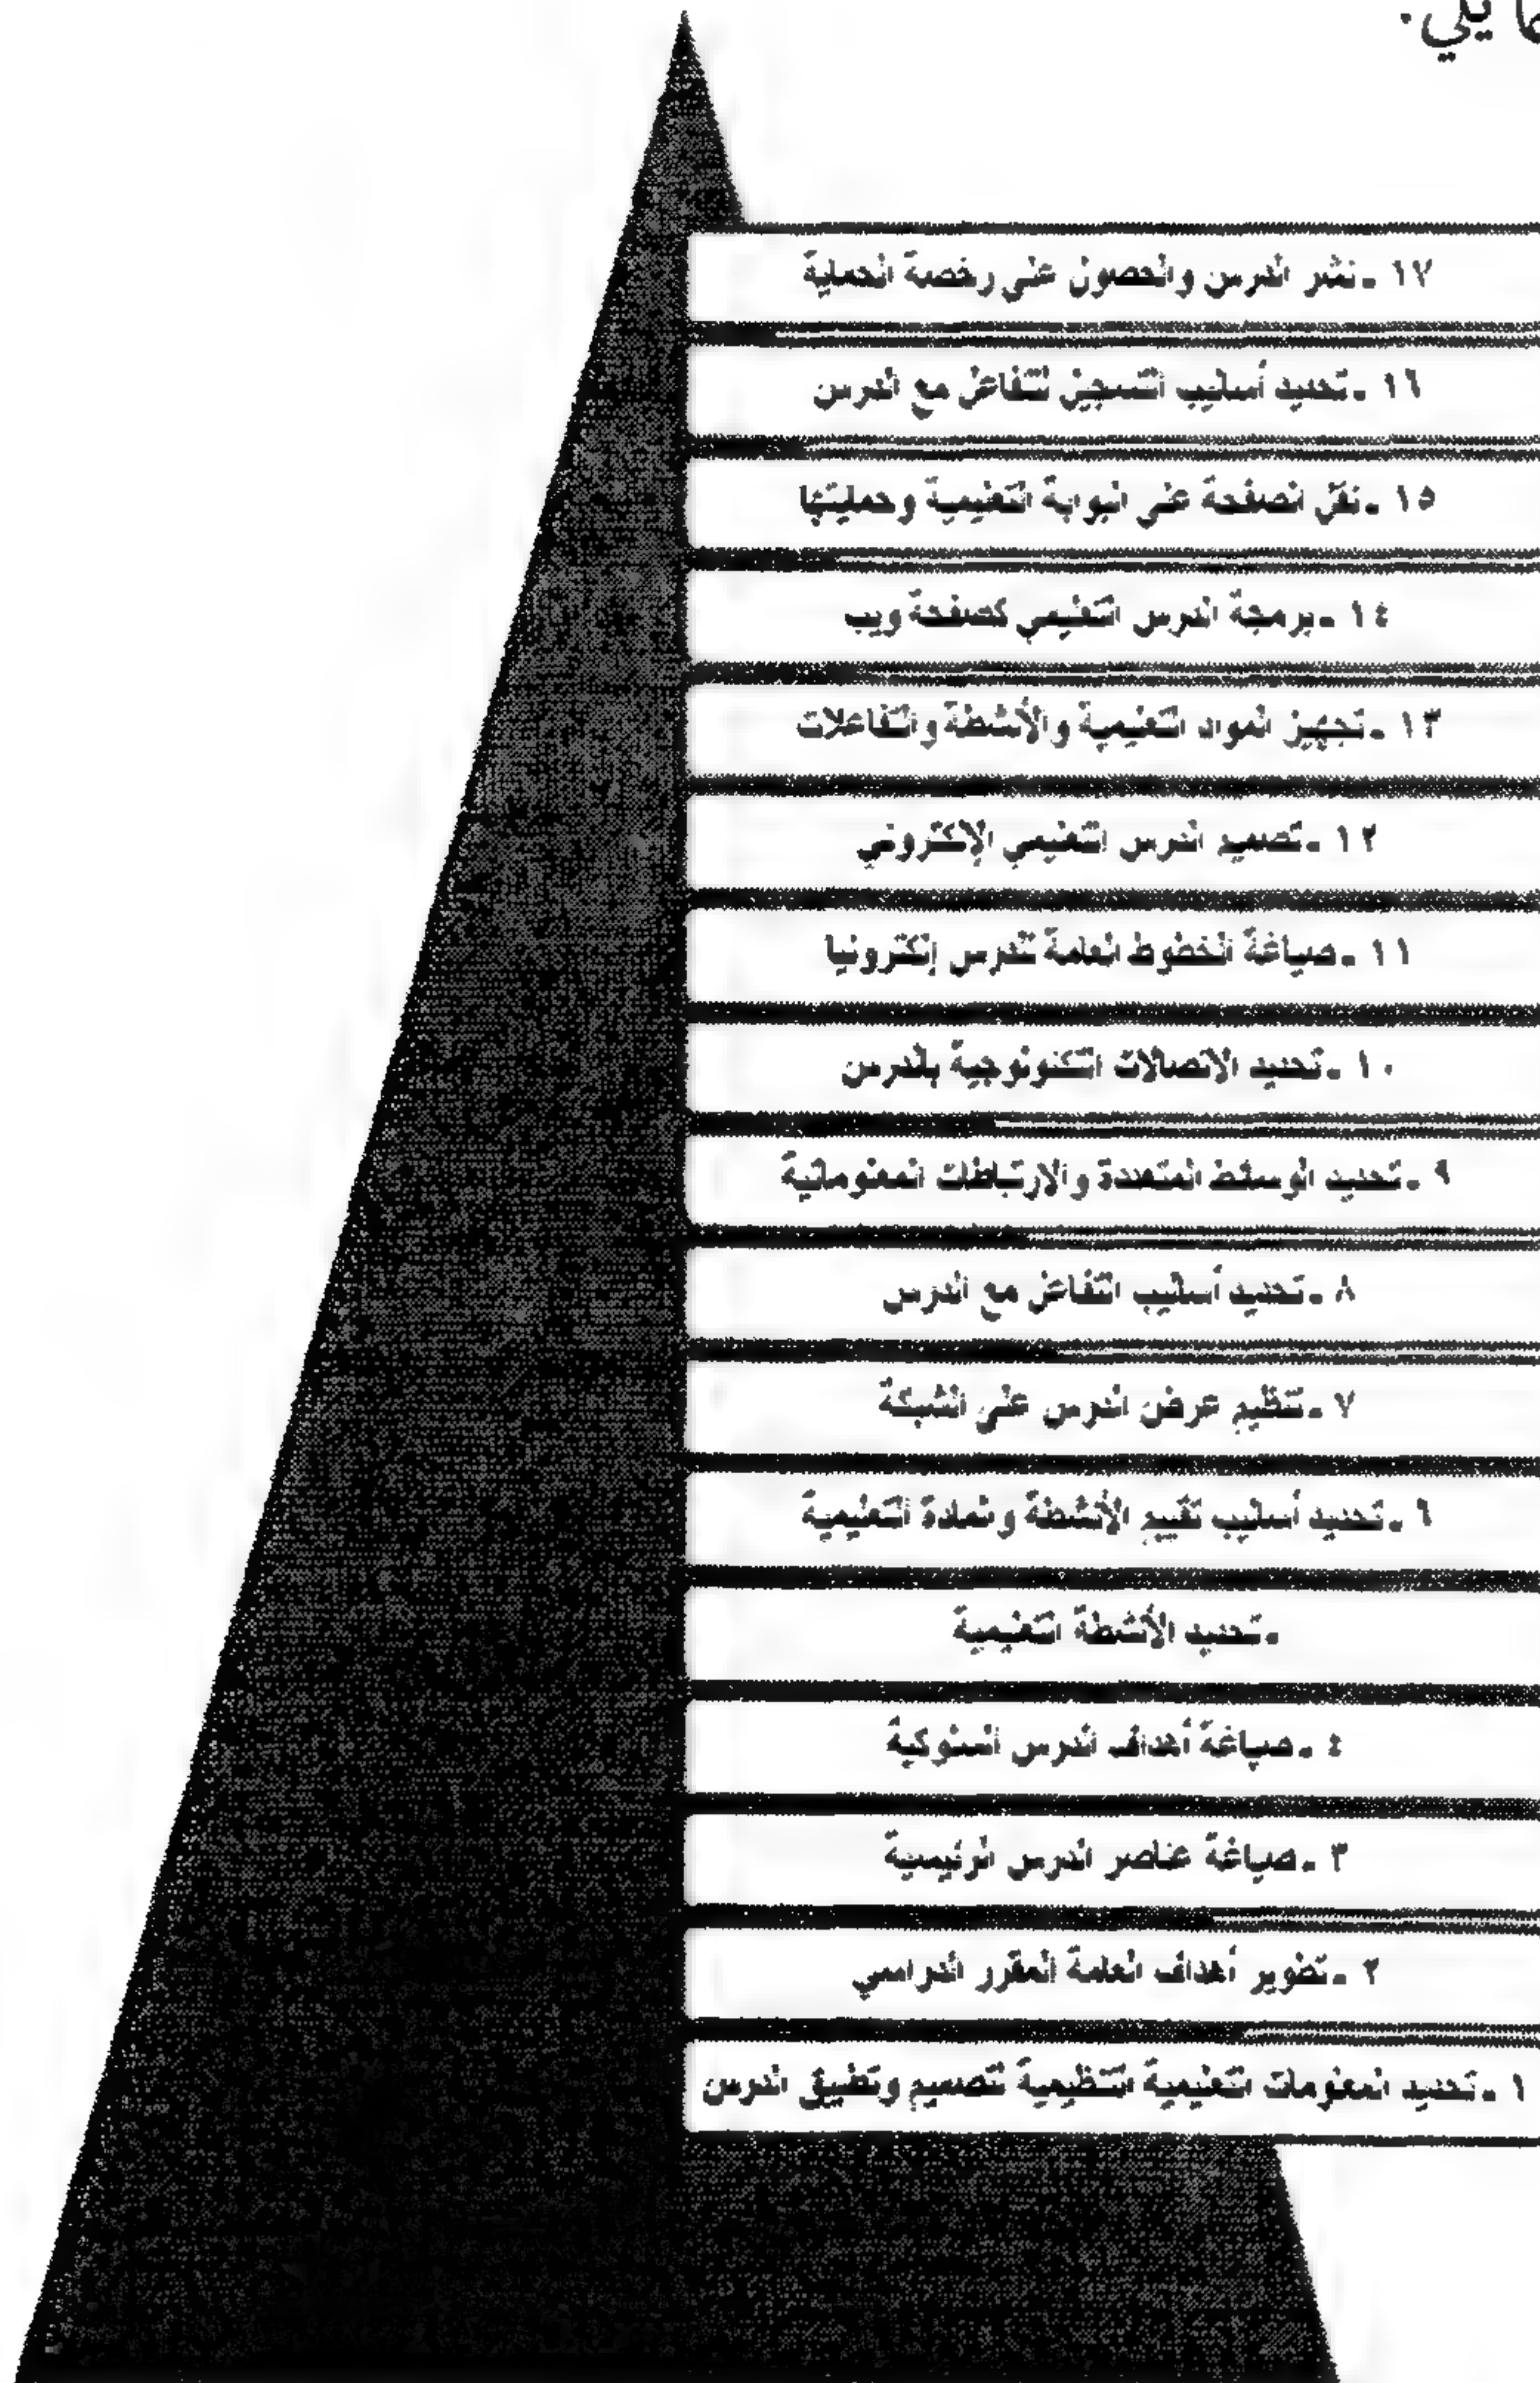 ما يلي.
١٧ - نشر الدرس والحصول على رخصة الحماية
١٦ - تحديد أساليب التسجيل للتفاعل مع الدرس
١٥ - نقل الصفحة على البوابة التعليمية وحمايتها
١٤ - برمجة الدرس التعليمي كصفحة ويب
١٣ - تجهيز المواد التعليمية والأنشطة والتفاعلات
١٢ - تصميم الدرس التعليمي الإلكتروني
١١ - صياغة الخطوط العامة للدرس إلكترونيا
١٠ - تحديد الاتصالات التكنولوجية بالدرس
٩ - تحديد الوسائط المتعددة والارتباطات المعلوماتية
٨ - تحديد أساليب التفاعل مع الدرس
٧ - تنظيم عرض الدرس على الشبكة
٦ - تحديد أساليب تقييم الأنشطة والمادة التعليمية
- تحديد الأنشطة التعليمية
٤ - صياغة أهداف الدرس السلوكية
٣ - صياغة عناصر الدرس الرئيسية
٢ - تطوير أهداف العامة المقرر الدراسي
١ - تحديد المعلومات التعليمية التنظيمية لتصميم وتطبيق الدرس